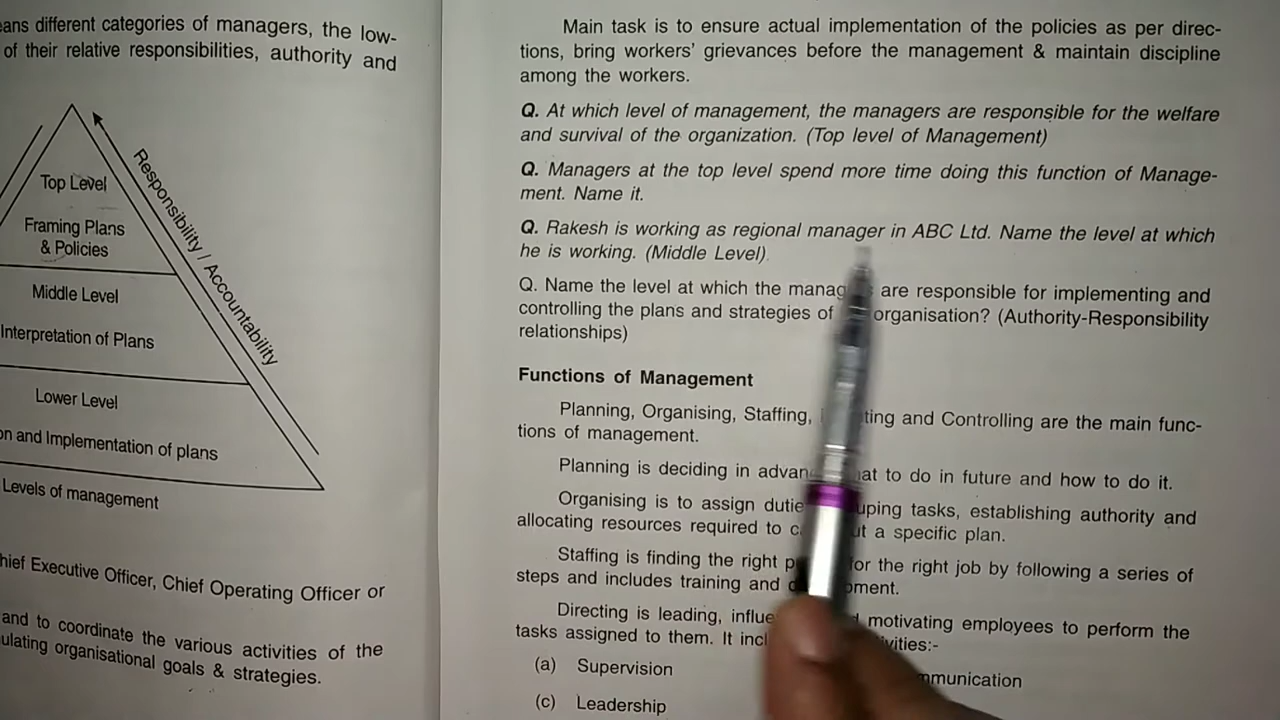 eans different categories of managers, the low-
of their relative responsibilities, authority and
Responsibility / Accountability
Top Level
Framing Plans
& Policies
Middle Level
Interpretation of Plans
Lower Level
on and Implementation of plans
Levels of management
hief Executive Officer, Chief Operating Officer or
and to coordinate the various activities of the
ulating organisational goals & strategies.
Main task is to ensure actual implementation of the policies as per direc-
tions, bring workers' grievances before the management & maintain discipline
among the workers.
Q. At which level of management, the managers are responsible for the welfare
and survival of the organization. (Top level of Management)
Q. Managers at the top level spend more time doing this function of Manage-
ment. Name it.
Q. Rakesh is working as regional manager in ABC Ltd. Name the level at which
he is working. (Middle Level)
Q. Name the level at which the manag s are responsible for implementing and
controlling the plans and strategies of organisation? (Authority-Responsibility
relationships)
Functions of Management
Planning, Organising, Staffing, ting and Controlling are the main func-
tions of management.
Planning is deciding in advan at to do in future and how to do it.
Organising is to assign dutie uping tasks, establishing authority and
allocating resources required to c ut a specific plan.
Staffing is finding the right p for the right job by following a series of
steps and includes training and d pment.
Directing is leading, influe motivating employees to perform the
tasks assigned to them. It incl vities:-
(a) Supervision mmunication
(c) Leadership